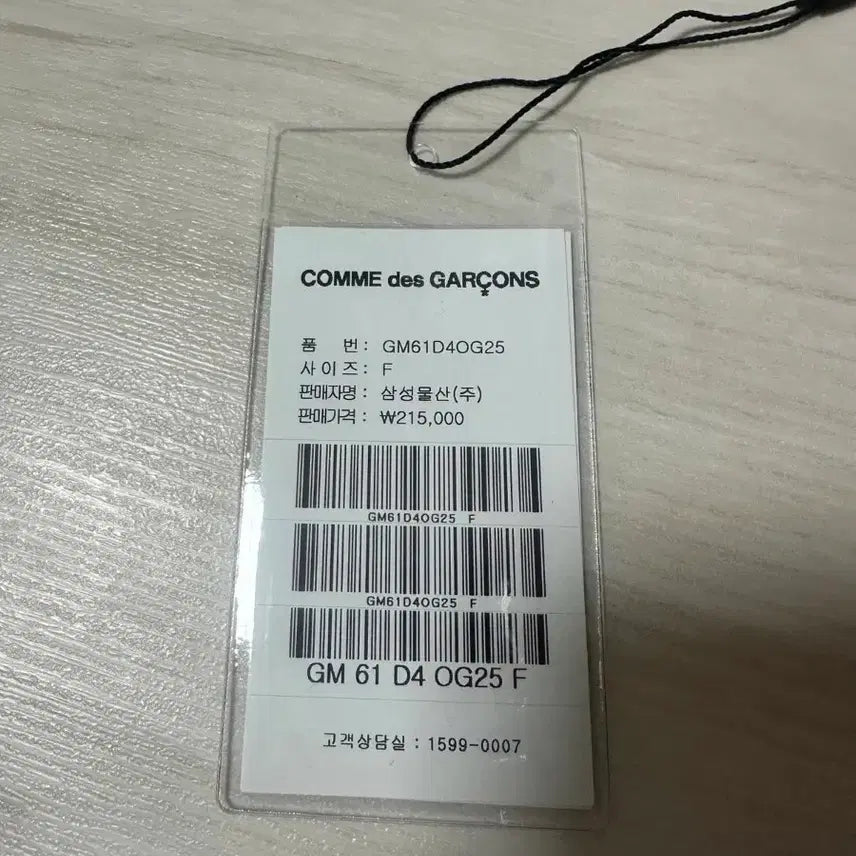 COMME des GARÇONS
품 번: GM61D4OG25
사이즈: F
판매자명: 삼성물산(주)
판매가격: ₩215,000
GM61D4OG25 F
GM61D4OG25 F
GM 61 D4 OG25 F
고객상담실: 1599-0007